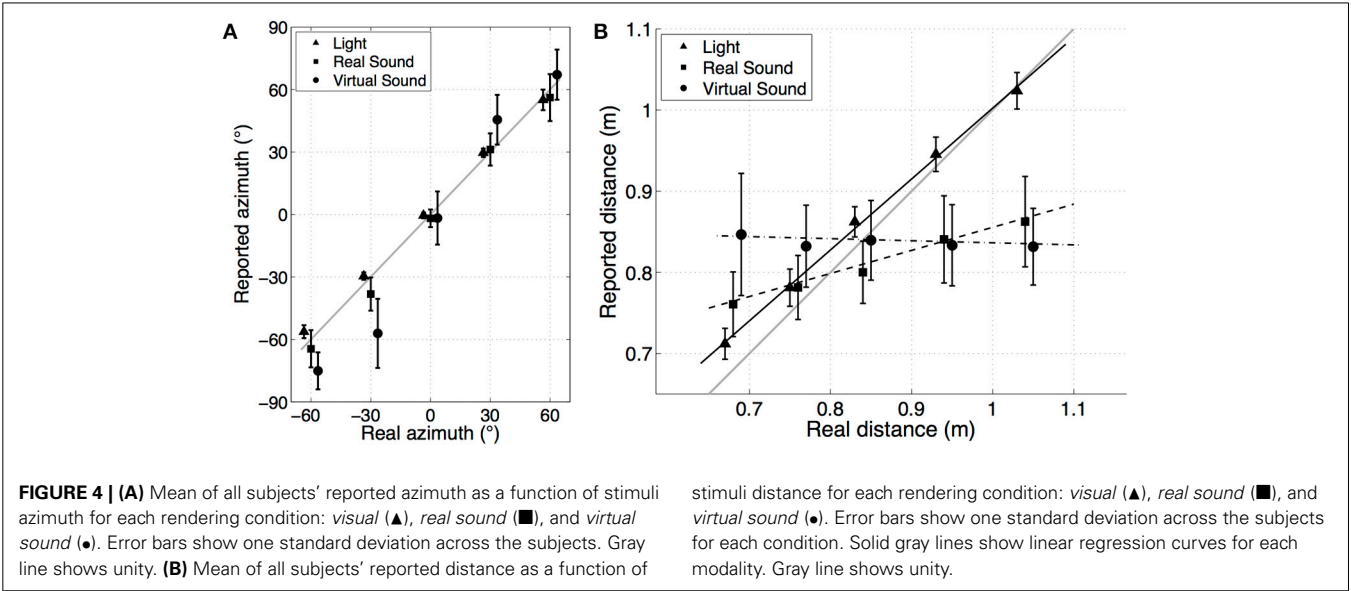 A
90
60
30
0
−30
−60
−90
Reported azimuth (°)
Light
Real Sound
Virtual Sound
−60 −30 0 30 60
Real azimuth (°)
B
1.1
1
0.9
0.8
0.7
Reported distance (m)
Light
Real Sound
Virtual Sound
0.7 0.8 0.9 1 1.1
Real distance (m)
FIGURE 4 | (A) Mean of all subjects’ reported azimuth as a function of stimuli
azimuth for each rendering condition: visual (▲), real sound (■), and virtual
sound (●). Error bars show one standard deviation across the subjects. Gray
line shows unity. (B) Mean of all subjects’ reported distance as a function of
stimuli distance for each rendering condition: visual (▲), real sound (■), and
virtual sound (●). Error bars show one standard deviation across the subjects
for each condition. Solid gray lines show linear regression curves for each
modality. Gray line shows unity.